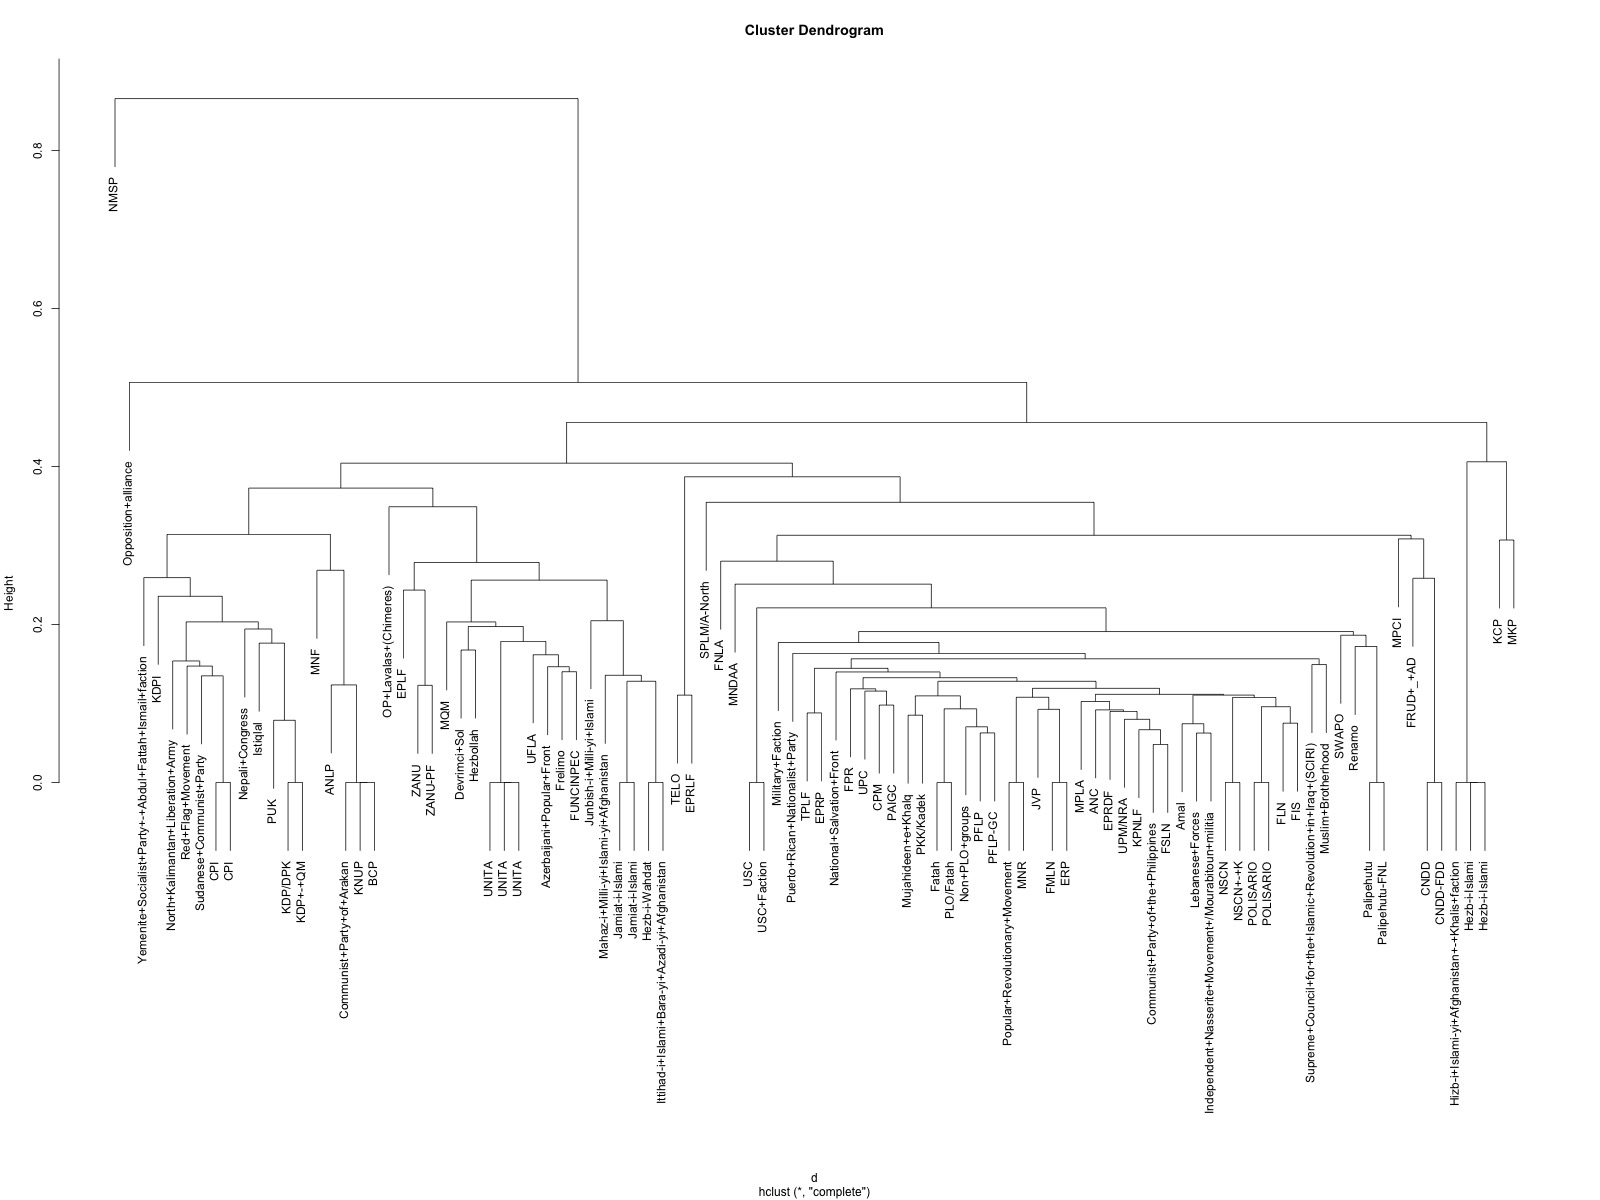 Cluster Dendrogram
Height
0.0
0.2
0.4
0.6
0.8
NMSP
Opposition+alliance
Yemenite+Socialist+Party+-+Abdul+Fattah+Ismail+faction
KDPI
North+Kalimantan+Liberation+Army
Red+Flag+Movement
Sudanese+Communist+Party
CPI
CPI
Nepali+Congress
Istiqlal
PUK
KDP/DPK
KDP+-+QM
MNF
ANLP
Communist+Party+of+Arakan
KNUP
BCP
OP+Lavalas+(Chimeres)
EPLF
ZANU
ZANU-PF
MQM
Devrimci+Sol
Hezbollah
UNITA
UNITA
UNITA
UFLA
Azerbaijani+Popular+Front
Frelimo
FUNCINPEC
Junbish-i+Milli-yi+Islami
Mahaz-i+Milli-yi+Islami-yi+Afghanistan
Jamiat-i-Islami
Jamiat-i-Islami
Hezb-i-Wahdat
Ittihad-i+Islami+Bara-yi+Azadi-yi+Afghanistan
TELO
EPRLF
SPLM/A-North
FNLA
MNDAA
USC
USC+Faction
Military+Faction
Puerto+Rican+Nationalist+Party
TPLF
EPRP
National+Salvation+Front
FPR
UPC
CPM
PAIGC
Mujahideen+e+Khalq
PKK/Kadek
Fatah
PLO/Fatah
Non+PLO+groups
PFLP
PFLP-GC
Popular+Revolutionary+Movement
MNR
JVP
FMLN
ERP
MPLA
ANC
EPRDF
UPM/NRA
KPNLF
Communist+Party+of+the+Philippines
FSLN
Amal
Lebanese+Forces
Independent+Nasserite+Movement+/Mourabitoun+militia
NSCN
NSCN+-+K
POLISARIO
POLISARIO
FLN
FIS
Supreme+Council+for+the+Islamic+Revolution+in+Iraq+(SCIRI)
Muslim+Brotherhood
SWAPO
Renamo
Palipehutu
Palipehutu-FNL
MPCI
FRUD+_+AD
CNDD
CNDD-FDD
Hizb-i+Islami-yi+Afghanistan+-+Khalis+faction
Hezb-i-Islami
Hezb-i-Islami
KCP
MKP
d
hclust (*, "complete")